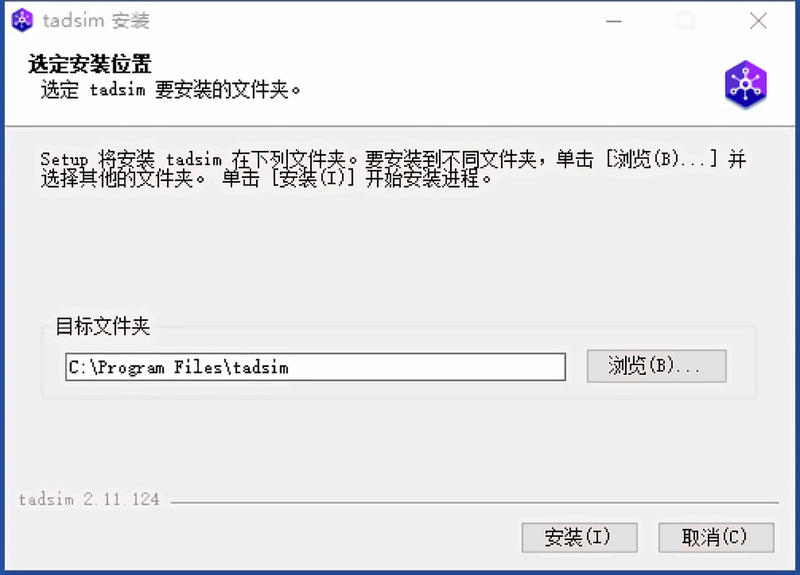 tadsim 安装
选定安装位置
选定 tadsim 要安装的文件夹。
Setup 将安装 tadsim 在下列文件夹。要安装到不同文件夹，单击 [浏览(B)...] 并
选择其他的文件夹。 单击 [安装(I)] 开始安装进程。
目标文件夹
C:\Program Files\tadsim
浏览(B)...
tadsim 2.11.124
安装(I)
取消(C)